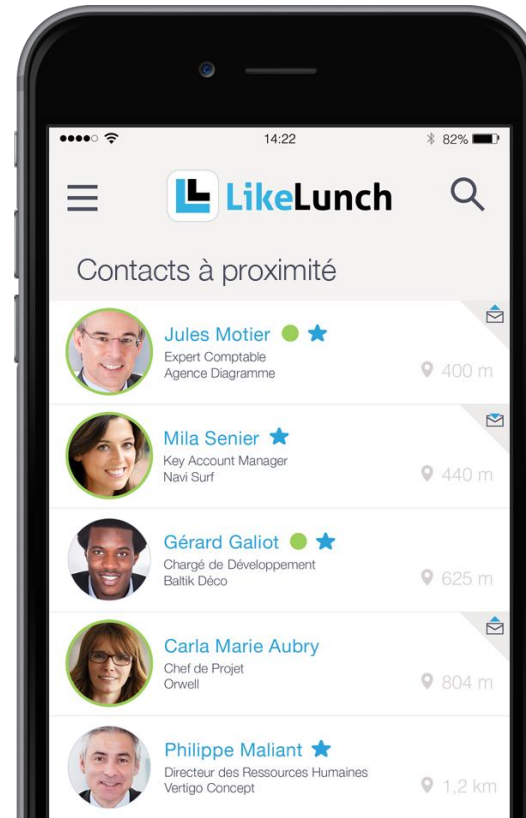 14:22
82%
LikeLunch
Contacts à proximité
Jules Motier
Expert Comptable
Agence Diagramme
400 m
Mila Senier
Key Account Manager
Navi Surf
440 m
Gérard Galiot
Chargé de Développement
Baltik Déco
625 m
Carla Marie Aubry
Chef de Projet
Orwell
804 m
Philippe Maliant
Directeur des Ressources Humaines
Vertigo Concept
1,2 km